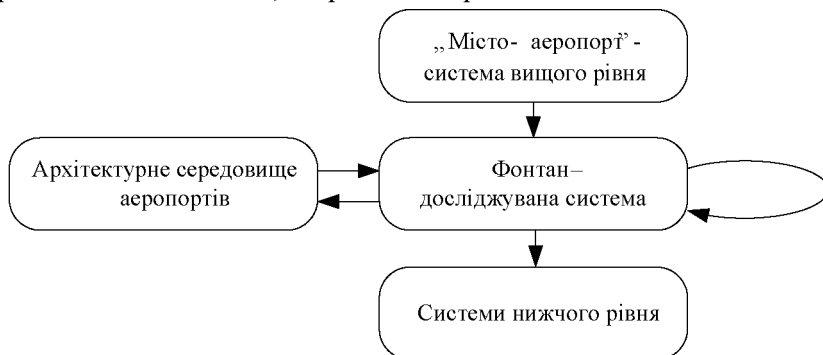 „Місто- аеропорт” -
система вищого рівня
Архітектурне середовище
аеропортів
Фонтан–
досліджувана система
Системи нижчого рівня